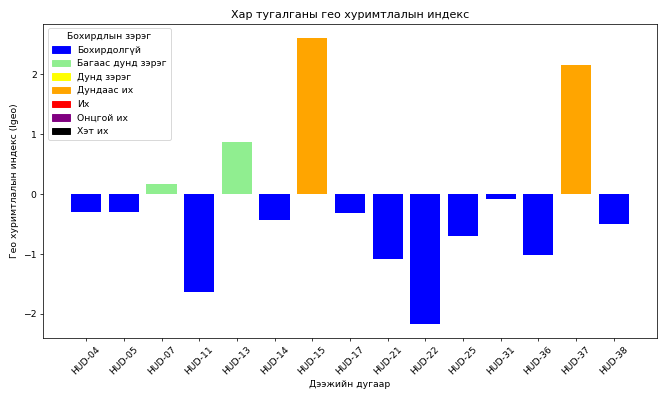 Хар тугалганы гео хуримтлалын индекс
Бохирдлын зэрэг
Бохирдолгүй
Багаас дунд зэрэг
Дунд зэрэг
Дундаас их
Их
Онцгой их
Хэт их
Гео хуримтлалын индекс (Igeo)
2
1
0
−1
−2
HUD-04
HUD-05
HUD-07
HUD-11
HUD-13
HUD-14
HUD-15
HUD-17
HUD-21
HUD-22
HUD-25
HUD-31
HUD-36
HUD-37
HUD-38
Дээжийн дугаар